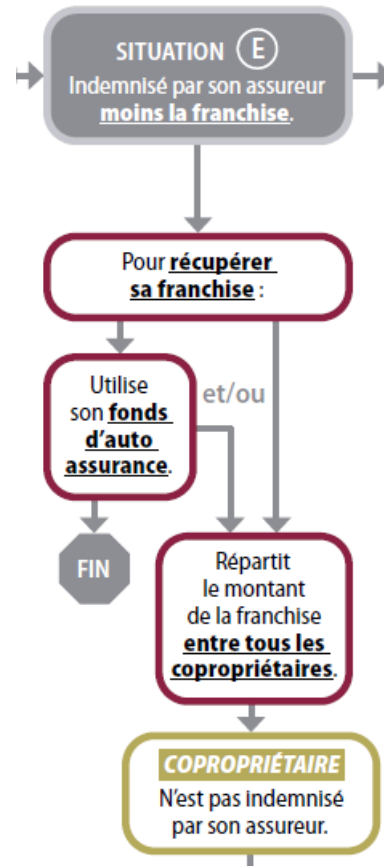 SITUATION E
Indemnisé par son assureur
moins la franchise.
Pour récupérer
sa franchise :
Utilise
son fonds
d'auto
assurance.
et/ou
FIN
Répartit
le montant
de la franchise
entre tous les
copropriétaires.
COPROPRIÉTAIRE
N'est pas indemnisé
par son assureur.